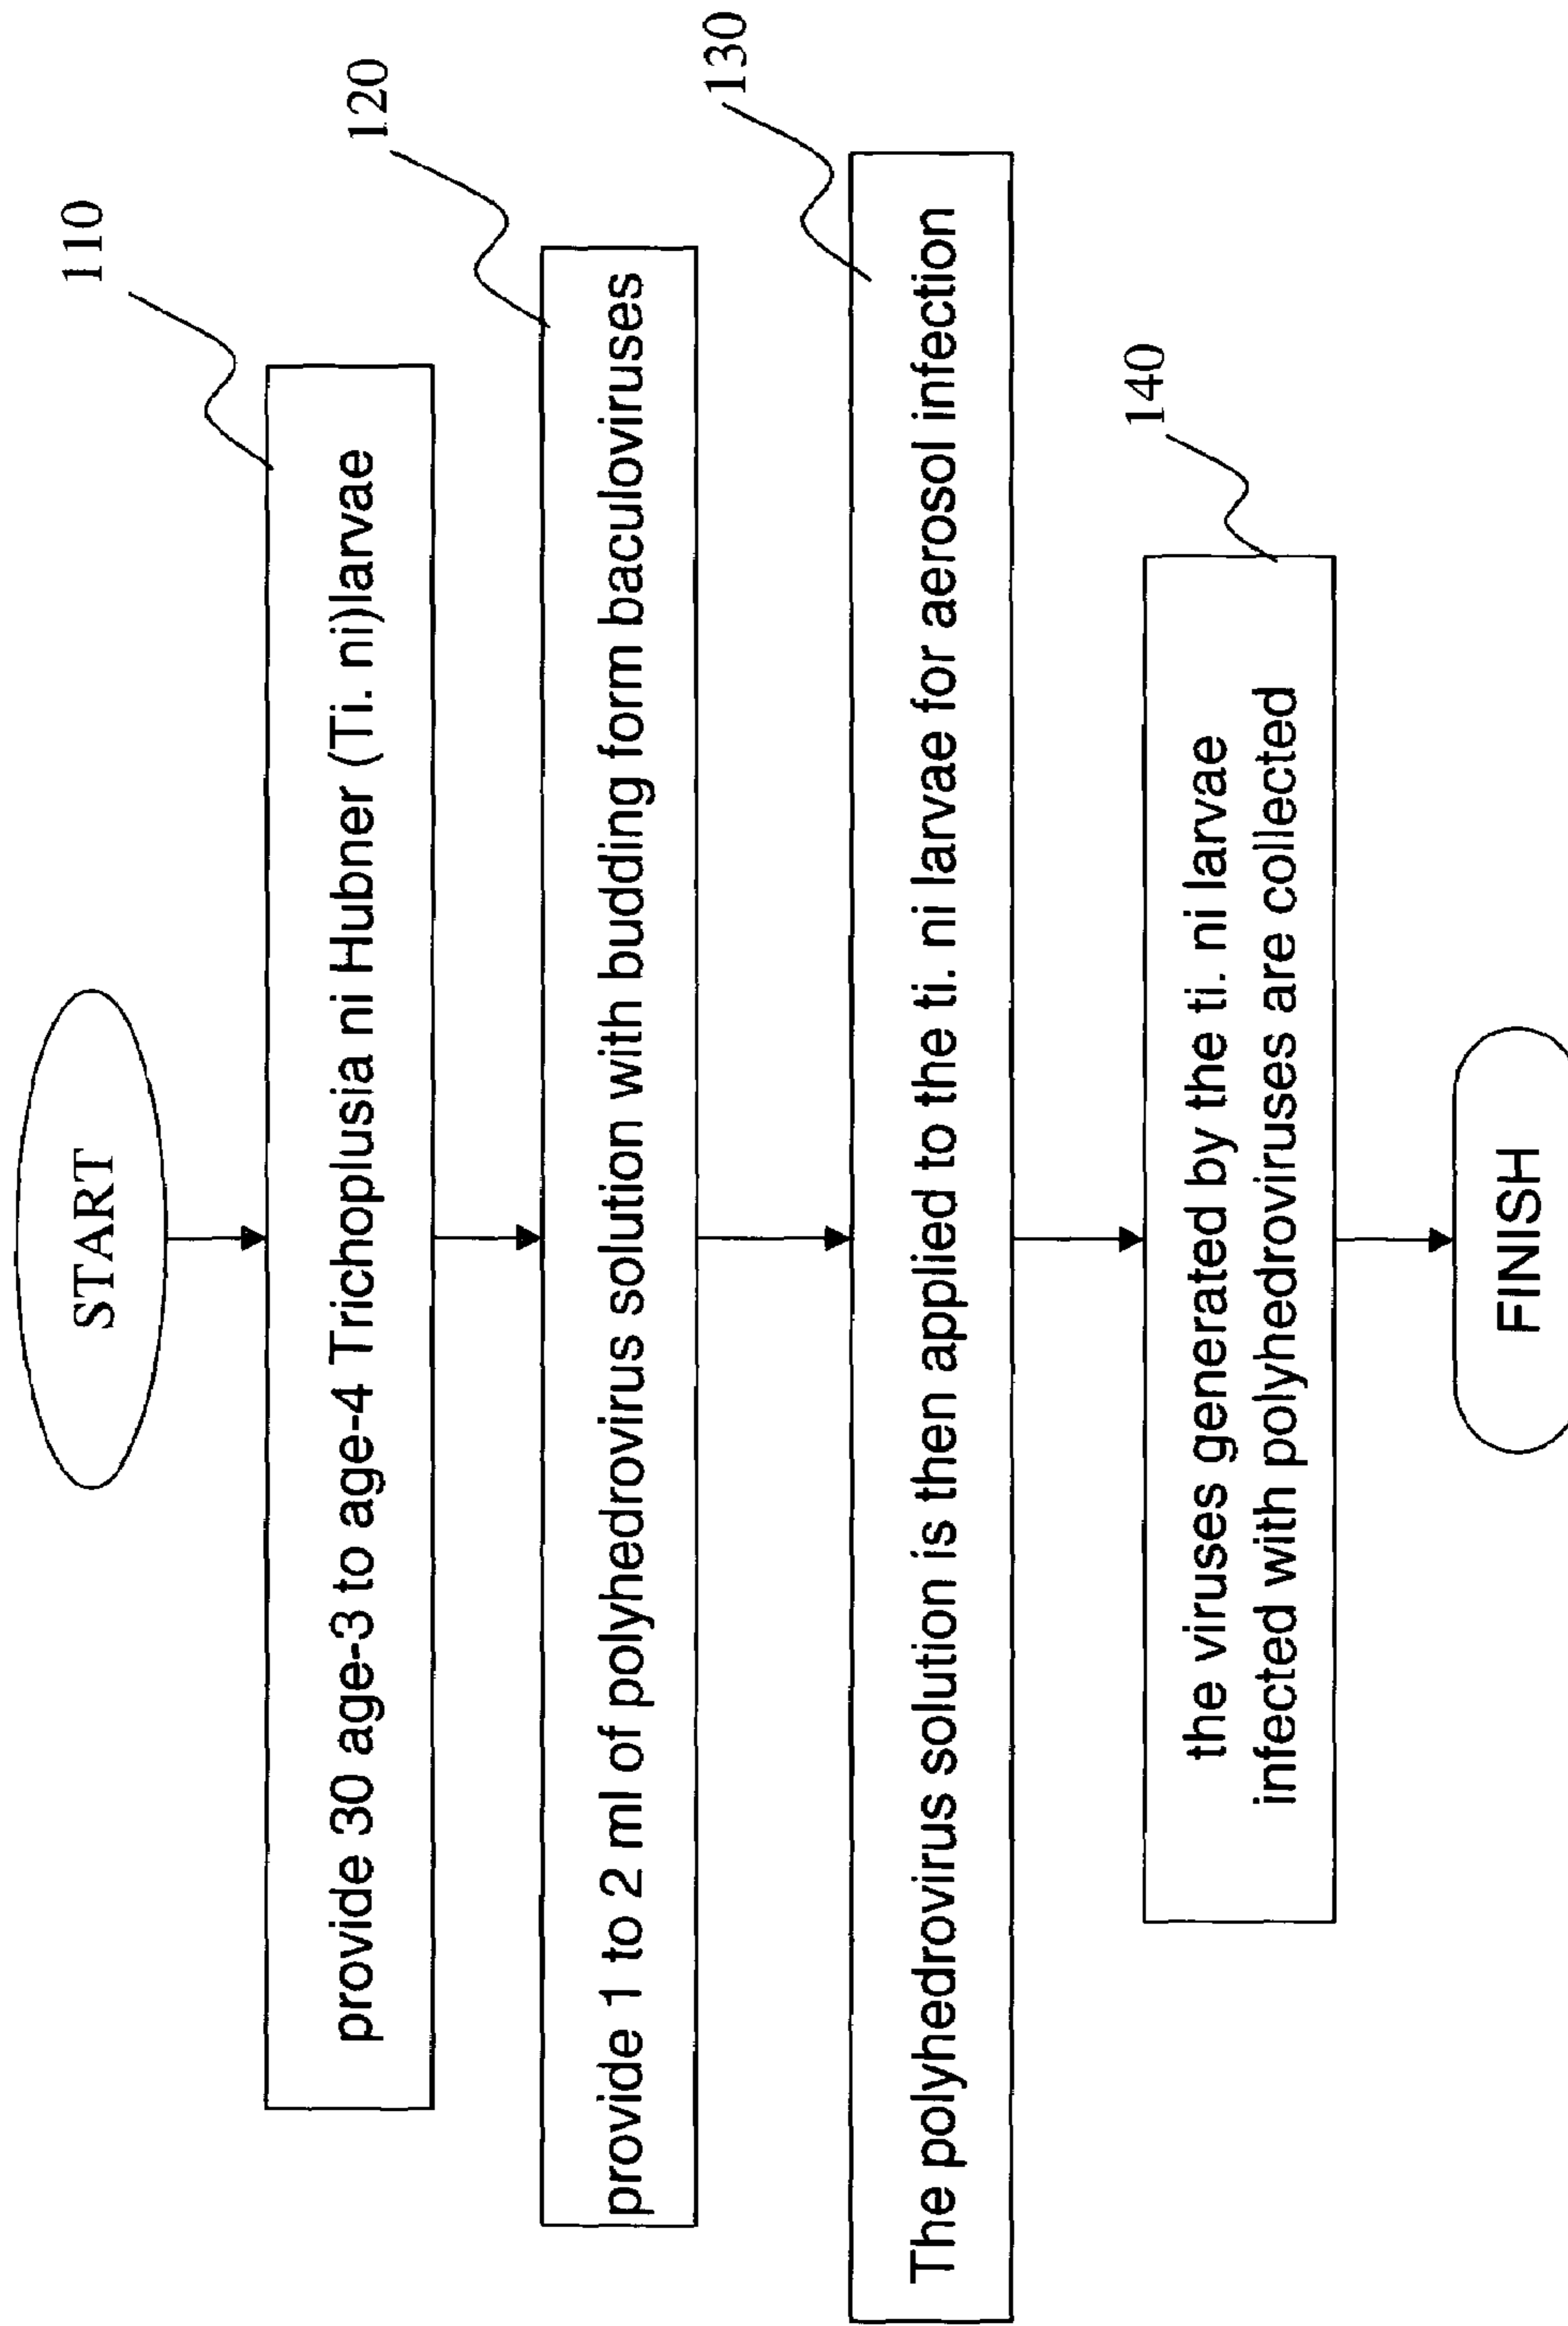 START
110
provide 30 age-3 to age-4 Trichoplusia ni Hubner (Ti. ni)larvae
120
provide 1 to 2 ml of polyhedrovirus solution with budding form baculoviruses
130
The polyhedrovirus solution is then applied to the ti. ni larvae for aerosol infection
140
the viruses generated by the ti. ni larvae
infected with polyhedroviruses are collected
FINISH